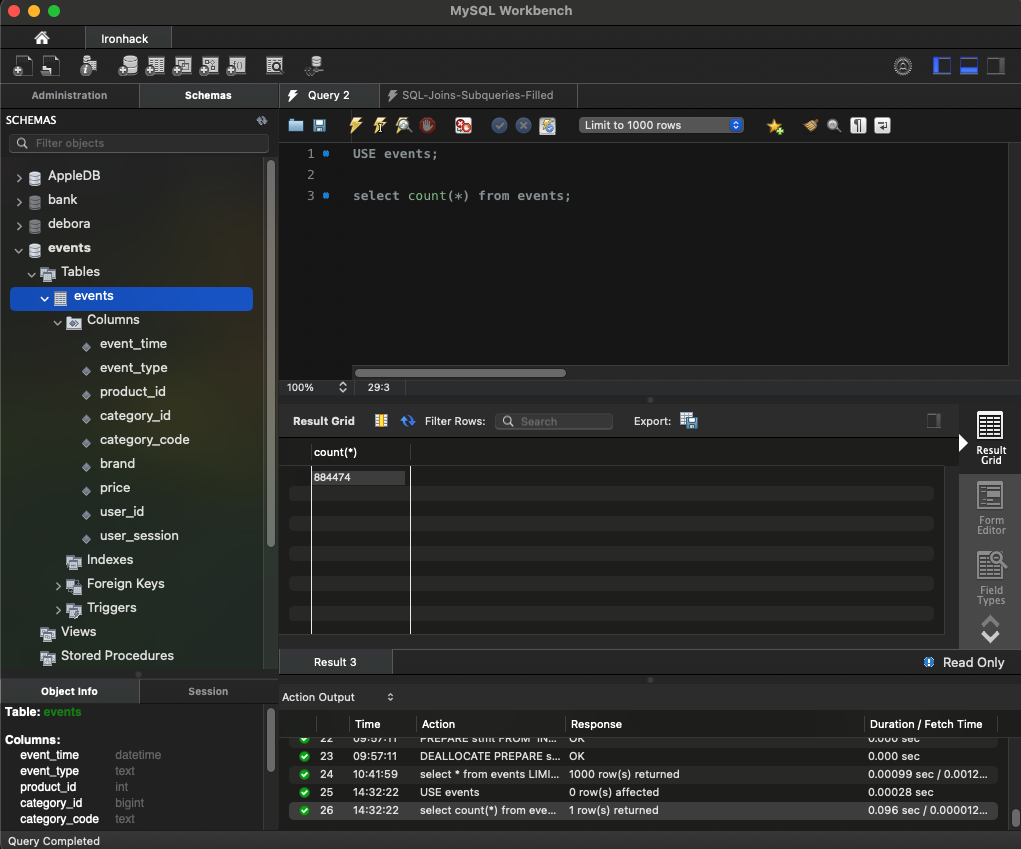 MySQL Workbench
Ironhack
Administration
Schemas
Query 2
SQL-Joins-Subqueries-Filled
SCHEMAS
Filter objects
AppleDB
bank
debora
events
Tables
events
Columns
event_time
event_type
product_id
category_id
category_code
brand
price
user_id
user_session
Indexes
Foreign Keys
Triggers
Views
Stored Procedures
Object Info
Session
Table: events
Columns:
event_time datetime
event_type text
product_id int
category_id bigint
category_code text
Limit to 1000 rows
1 USE events;
2
3 select count(*) from events;
100% 29:3
Result Grid Filter Rows: Search Export:
count(*)
884474
Result Grid
Form Editor
Field Types
Result 3
Read Only
Action Output
Time Action Response Duration / Fetch Time
22 09:57:11 PREPARE stmt FROM 'IN... OK 0.000 sec
23 09:57:11 DEALLOCATE PREPARE s... OK 0.000 sec
24 10:41:59 select * from events LIMI... 1000 row(s) returned 0.00099 sec / 0.0012...
25 14:32:22 USE events 0 row(s) affected 0.00028 sec
26 14:32:22 select count(*) from eve... 1 row(s) returned 0.096 sec / 0.000012...
Query Completed